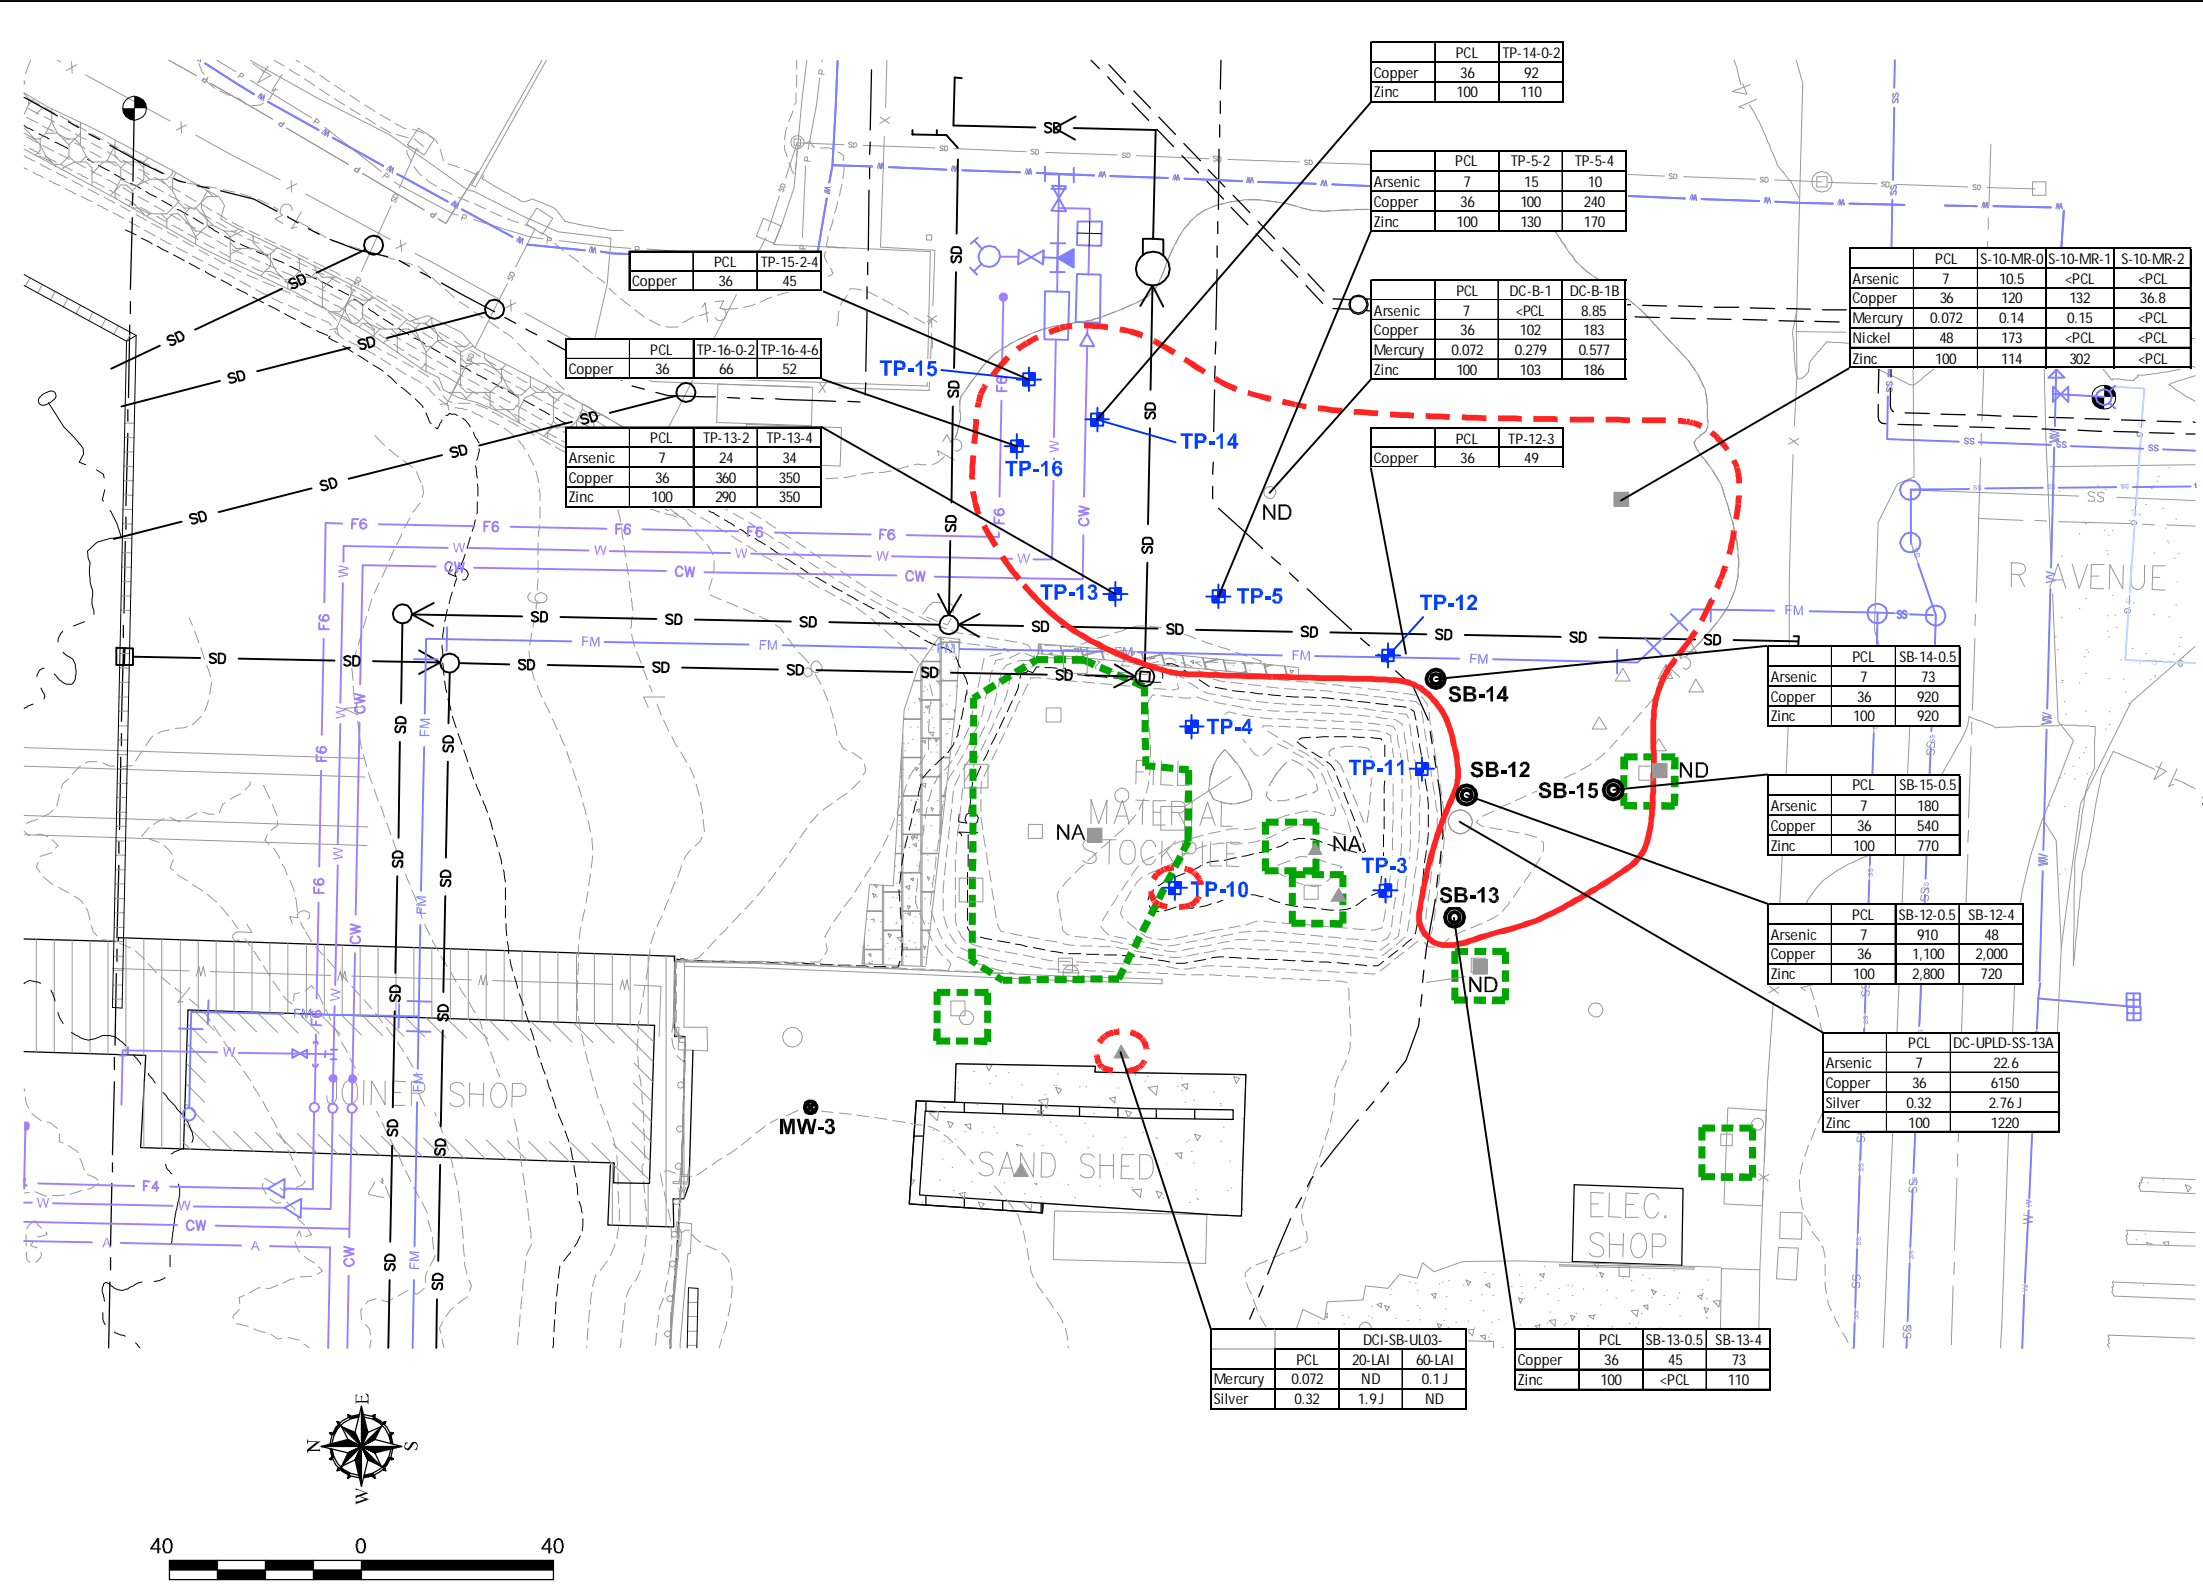 PCL TP-14-0-2
Copper 36 92
Zinc 100 110
PCL TP-5-2 TP-5-4
Arsenic 7 15 10
Copper 36 100 240
Zinc 100 130 170
PCL TP-15-2-4
Copper 36 45
PCL S-10-MR-0 S-10-MR-1 S-10-MR-2
Arsenic 7 10.5 <PCL <PCL
Copper 36 120 132 36.8
Mercury 0.072 0.14 0.15 <PCL
Nickel 48 173 <PCL <PCL
Zinc 100 114 302 <PCL
PCL DC-B-1 DC-B-1B
Arsenic 7 <PCL 8.85
Copper 36 102 183
Mercury 0.072 0.279 0.577
Zinc 100 103 186
PCL TP-16-0-2 TP-16-4-6
Copper 36 66 52
TP-15
TP-14
TP-16
PCL TP-13-2 TP-13-4
Arsenic 7 24 34
Copper 36 360 350
Zinc 100 290 350
PCL TP-12-3
Copper 36 49
ND
R AVENUE
TP-13
TP-5
TP-12
SB-14
PCL SB-14-0.5
Arsenic 7 73
Copper 36 920
Zinc 100 920
TP-4
TP-11
SB-12
SB-15
ND
FILL
MATERIAL
STOCKPILE
NA
NA
PCL SB-15-0.5
Arsenic 7 180
Copper 36 540
Zinc 100 770
TP-3
TP-10
SB-13
PCL SB-12-0.5 SB-12-4
Arsenic 7 910 48
Copper 36 1,100 2,000
Zinc 100 2,800 720
ND
PCL DC-UPLD-SS-13A
Arsenic 7 22.6
Copper 36 6150
Silver 0.32 2.76 J
Zinc 100 1220
JOINER SHOP
MW-3
SAND SHED
ELEC.
SHOP
DCI-SB-UL03-
PCL 20-LAI 60-LAI
Mercury 0.072 ND 0.1 J
Silver 0.32 1.9 J ND
PCL SB-13-0.5 SB-13-4
Copper 36 45 73
Zinc 100 <PCL 110
E
N S
W
40 0 40